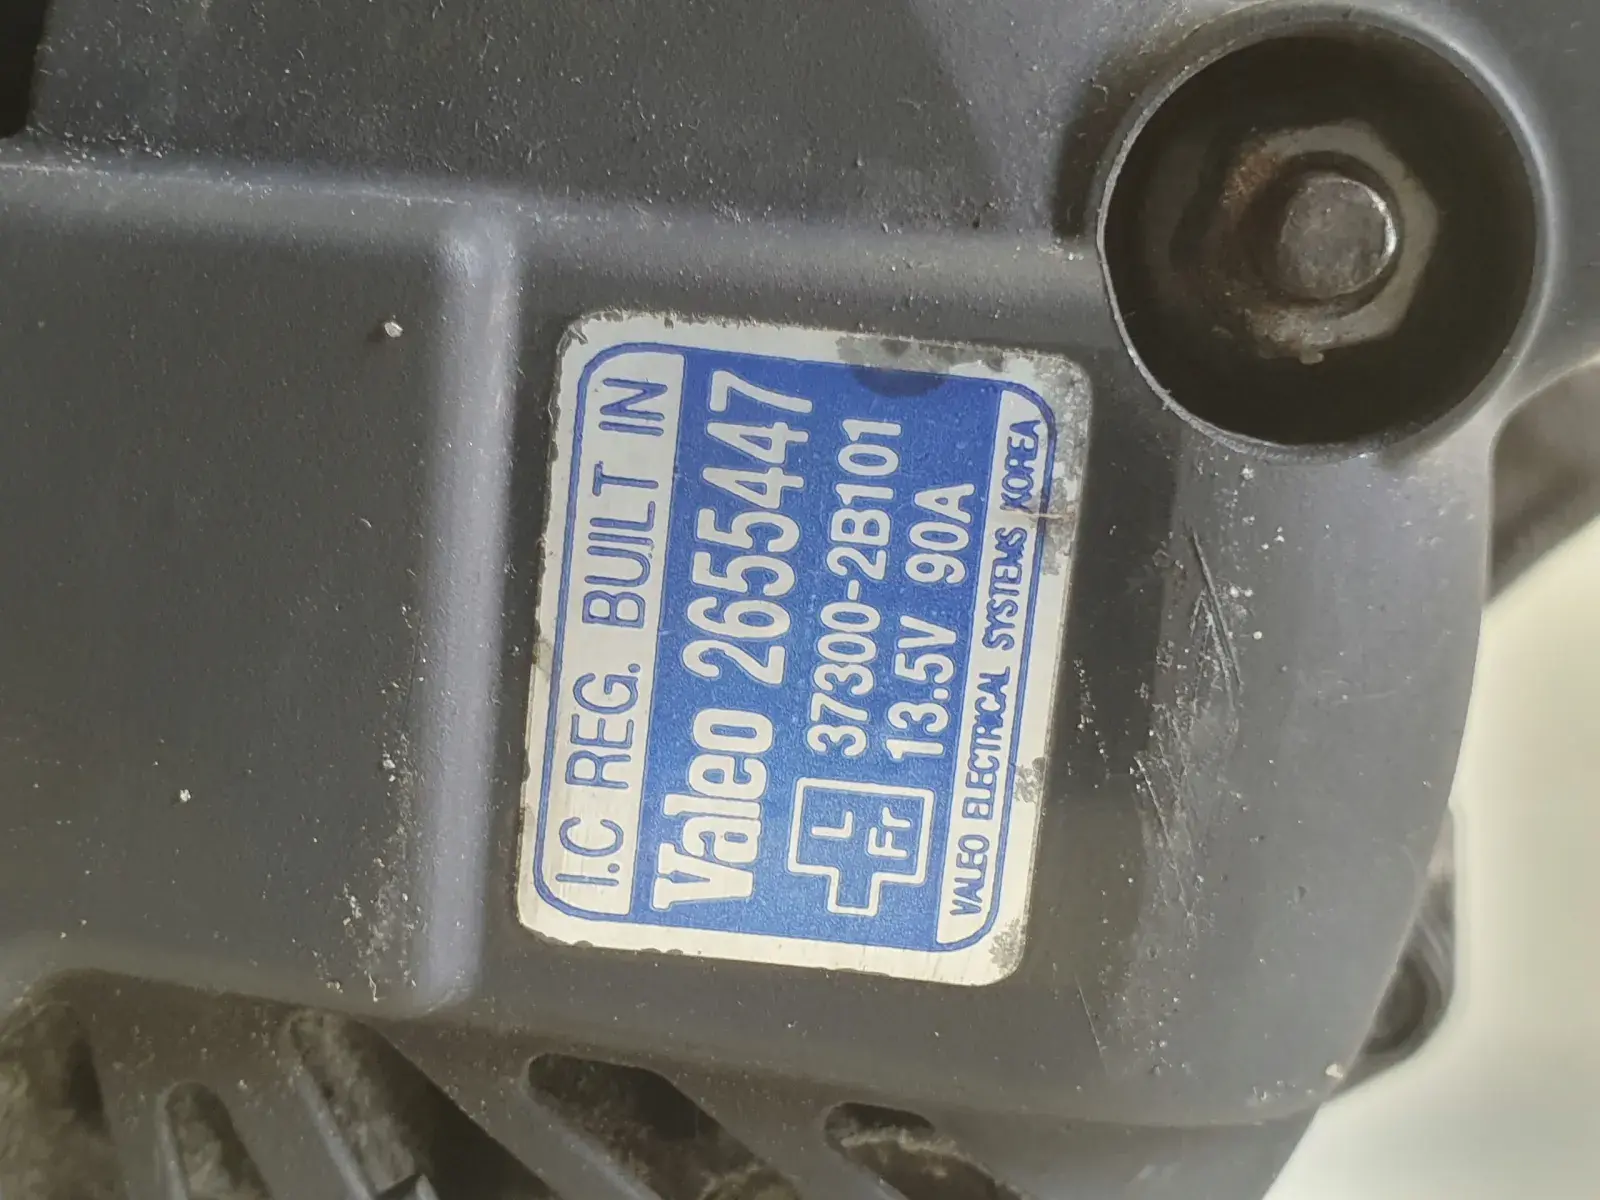 I.C REG. BUILT IN
Valeo 2655447
37300-2B101
13.5V 90A
L
Fr
VALEO ELECTRICAL SYSTEMS KOREA